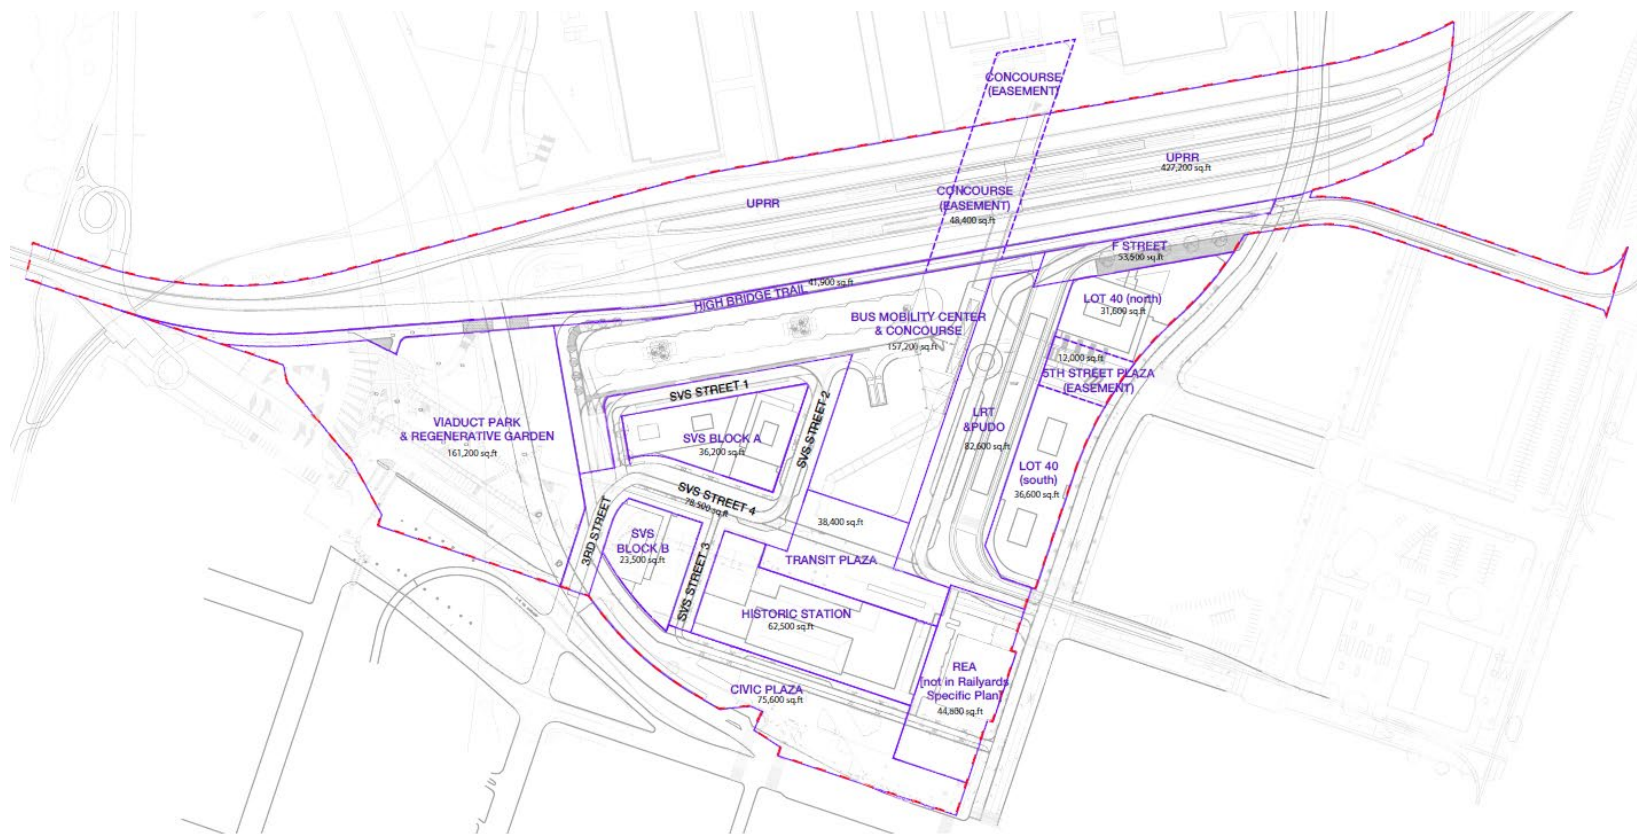 CONCOURSE
(EASEMENT)
UPRR
427,200 sq.ft
UPRR
CONCOURSE
(EASEMENT)
48,400 sq.ft
F STREET
53,600 sq.ft
41,900 sq.ft
HIGH BRIDGE TRAIL
LOT 40 (north)
31,600 sq.ft
BUS MOBILITY CENTER
& CONCOURSE
157,200 sq.ft
12,000 sq.ft
5TH STREET PLAZA
(EASEMENT)
SVS STREET 1
SVS STREET 2
LRT
&PUDO
82,600 sq.ft
VIADUCT PARK
& REGENERATIVE GARDEN
161,200 sq.ft
SVS BLOCK A
36,200 sq.ft
LOT 40
(south)
36,600 sq.ft
SVS STREET 4
78,500 sq.ft
38,400 sq.ft
3RD STREET
SVS
BLOCK B
23,500 sq.ft
SVS STREET 3
TRANSIT PLAZA
HISTORIC STATION
62,500 sq.ft
REA
[not in Railyards
Specific Plan]
44,800 sq.ft
CIVIC PLAZA
75,600 sq.ft